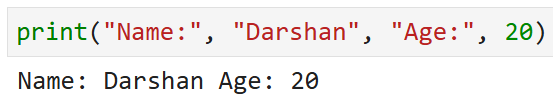 print("Name:", "Darshan", "Age:", 20)
Name: Darshan Age: 20